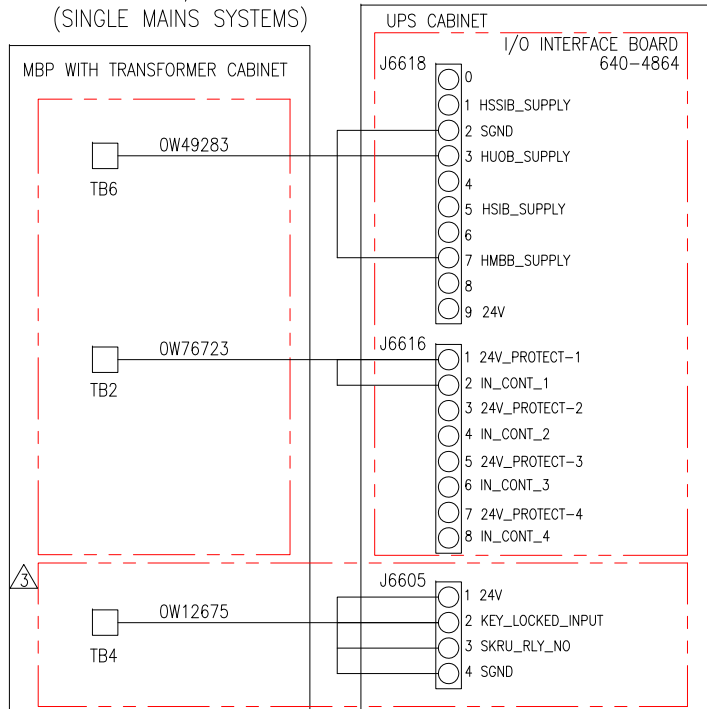 (SINGLE MAINS SYSTEMS)
UPS CABINET
I/O INTERFACE BOARD
640-4864
MBP WITH TRANSFORMER CABINET
J6618
0
1 HSSIB_SUPPLY
2 SGND
0W49283
3 HUOB_SUPPLY
TB6
4
5 HSIB_SUPPLY
6
7 HMBB_SUPPLY
8
9 24V
J6616
0W76723
1 24V_PROTECT-1
TB2
2 IN_CONT_1
3 24V_PROTECT-2
4 IN_CONT_2
5 24V_PROTECT-3
6 IN_CONT_3
7 24V_PROTECT-4
8 IN_CONT_4
3
J6605
1 24V
0W12675
2 KEY_LOCKED_INPUT
TB4
3 SKRU_RLY_NO
4 SGND